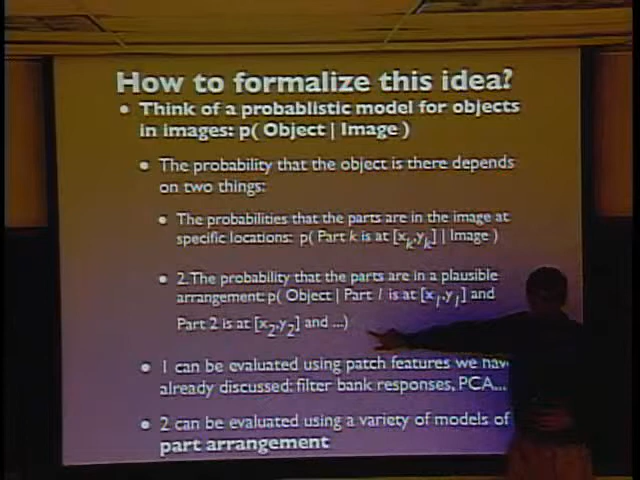 How to formalize this idea?
• Think of a probablistic model for objects
in images: p( Object | Image )
• The probability that the object is there depends
on two things:
• The probabilities that the parts are in the image at
specific locations: p( Part k is at [xk,yk] | Image )
• 2.The probability that the parts are in a plausible
arrangement: p( Object | Part 1 is at [x1,y1] and
Part 2 is at [x2,y2] and ...)
• 1 can be evaluated using patch features we have
already discussed: filter bank responses, PCA...
• 2 can be evaluated using a variety of models of
part arrangement